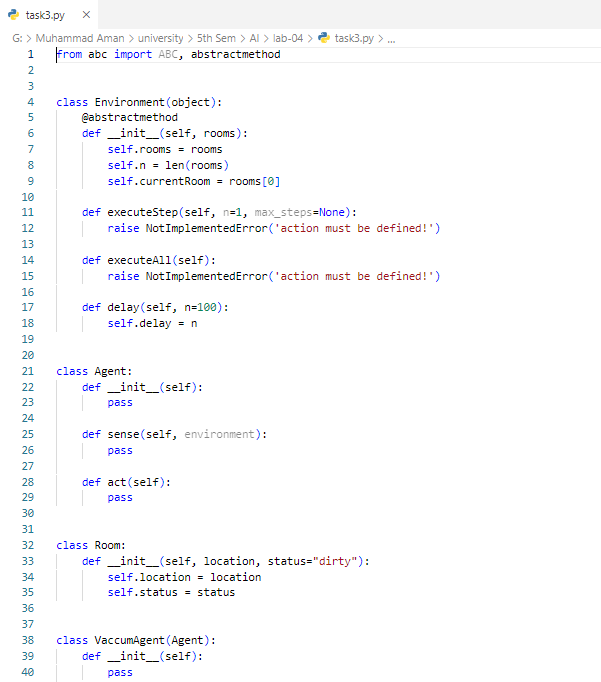 task3.py ×
G: > Muhammad Aman > university > 5th Sem > AI > lab-04 > task3.py > ...
1 from abc import ABC, abstractmethod
2
3
4 class Environment(object):
5     @abstractmethod
6     def __init__(self, rooms):
7         self.rooms = rooms
8         self.n = len(rooms)
9         self.currentRoom = rooms[0]
10
11     def executeStep(self, n=1, max_steps=None):
12         raise NotImplementedError('action must be defined!')
13
14     def executeAll(self):
15         raise NotImplementedError('action must be defined!')
16
17     def delay(self, n=100):
18         self.delay = n
19
20
21 class Agent:
22     def __init__(self):
23         pass
24
25     def sense(self, environment):
26         pass
27
28     def act(self):
29         pass
30
31
32 class Room:
33     def __init__(self, location, status="dirty"):
34         self.location = location
35         self.status = status
36
37
38 class VaccumAgent(Agent):
39     def __init__(self):
40         pass